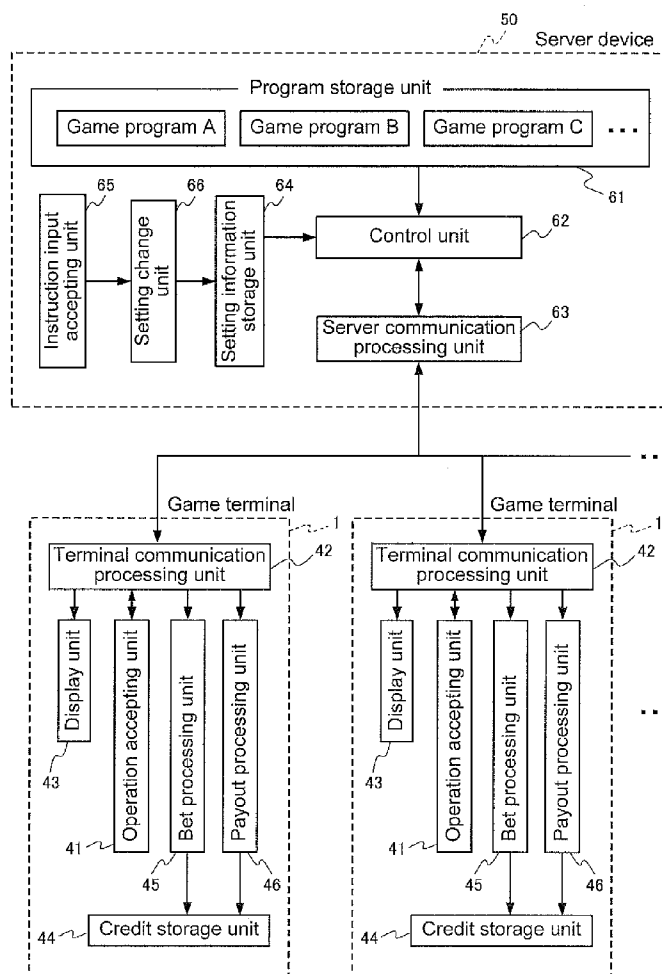 50
Server device
Program storage unit
Game program A
Game program B
Game program C
61
65
66
64
Instruction input
accepting unit
Setting change
unit
Setting information
storage unit
Control unit
62
Server communication
processing unit
63
Game terminal
1
Terminal communication
processing unit
42
Display unit
43
Operation accepting unit
41
Bet processing unit
45
Payout processing unit
46
Credit storage unit
44
Game terminal
1
Terminal communication
processing unit
42
Display unit
43
Operation accepting unit
41
Bet processing unit
45
Payout processing unit
46
Credit storage unit
44